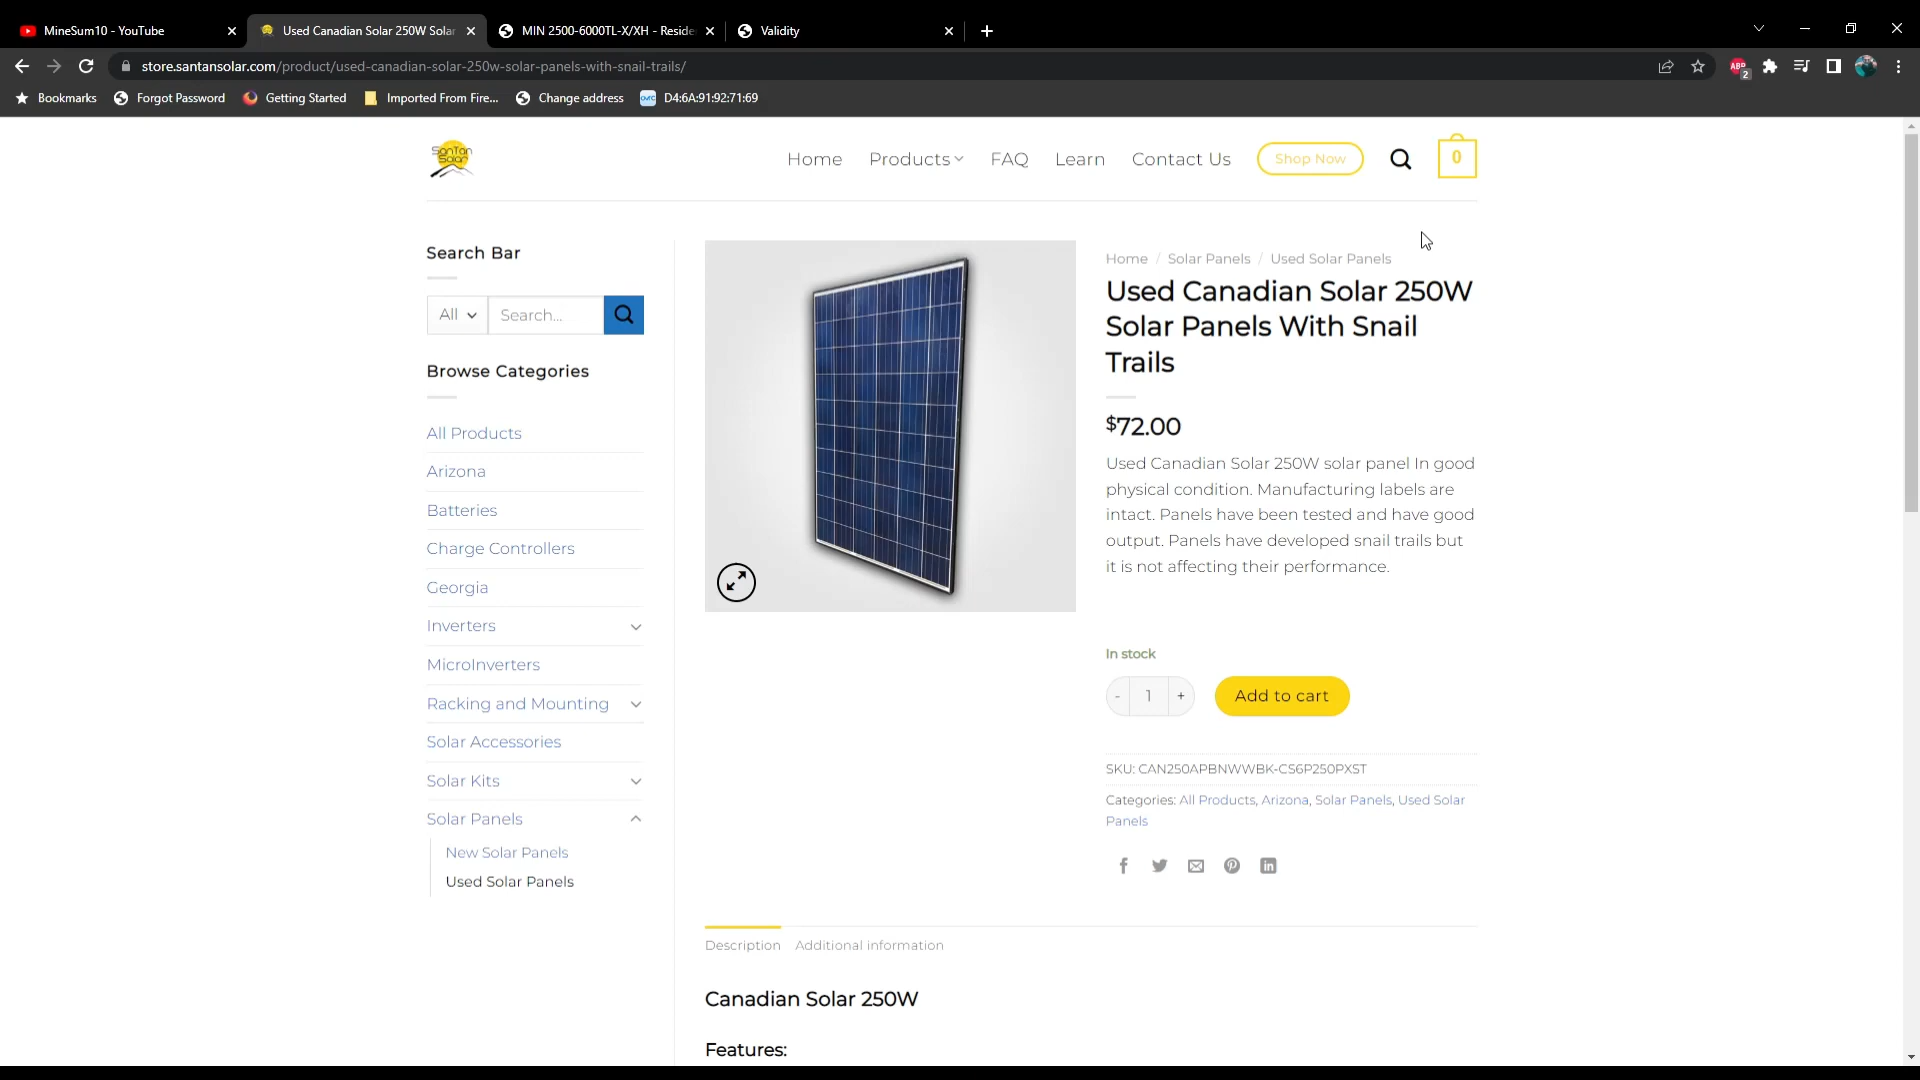 MineSum10 - YouTube
Used Canadian Solar 250W Solar
MIN 2500-6000TL-X/XH - Reside
Validity
store.santansolar.com/product/used-canadian-solar-250w-solar-panels-with-snail-trails/
ABP
2
Bookmarks
Forgot Password
Getting Started
Imported From Fire...
Change address
D4:6A:91:92:71:69
SanTan
Solar
Home
Products
FAQ
Learn
Contact Us
Shop Now
0
Search Bar
All
Search...
Browse Categories
All Products
Arizona
Batteries
Charge Controllers
Georgia
Inverters
MicroInverters
Racking and Mounting
Solar Accessories
Solar Kits
Solar Panels
New Solar Panels
Used Solar Panels
Home / Solar Panels / Used Solar Panels
Used Canadian Solar 250W
Solar Panels With Snail
Trails
$72.00
Used Canadian Solar 250W solar panel In good
physical condition. Manufacturing labels are
intact. Panels have been tested and have good
output. Panels have developed snail trails but
it is not affecting their performance.
In stock
- 1 +
Add to cart
SKU: CAN250APBNWWBK-CS6P250PXST
Categories: All Products, Arizona, Solar Panels, Used Solar
Panels
Description
Additional information
Canadian Solar 250W
Features: